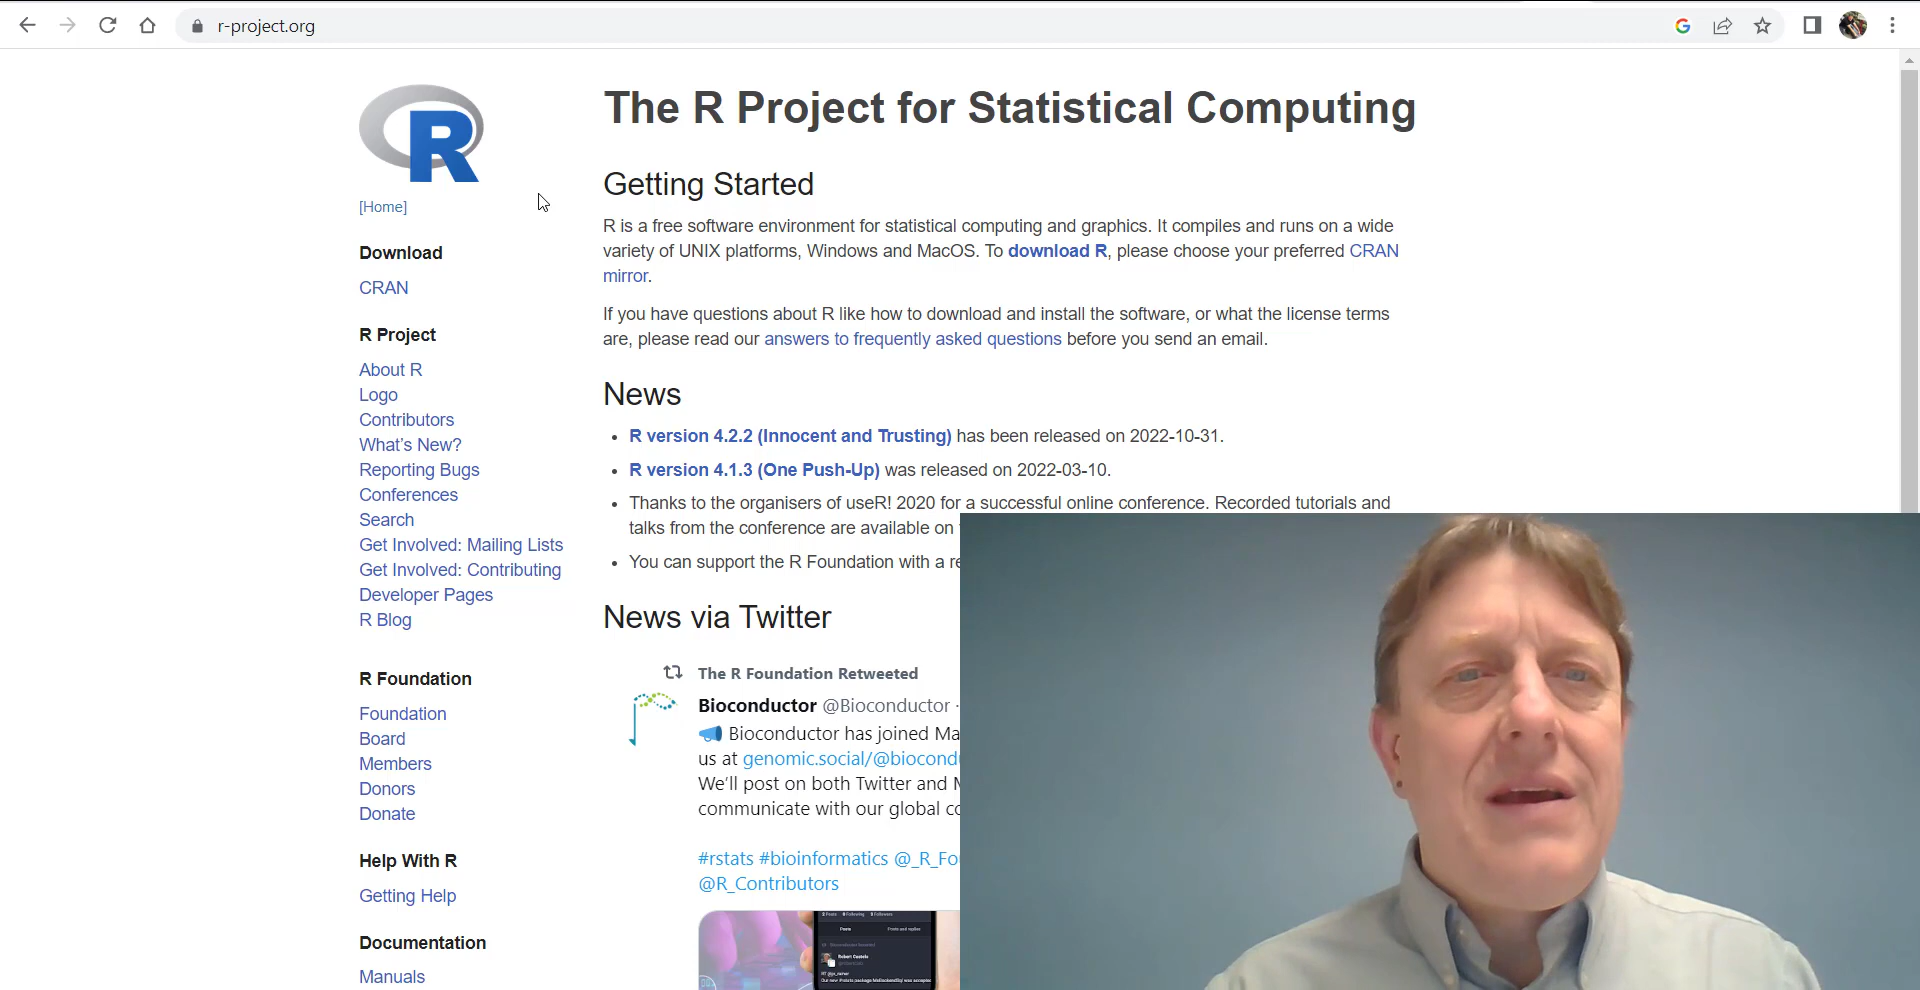 r-project.org
R
The R Project for Statistical Computing
[Home]
Download
CRAN
R Project
About R
Logo
Contributors
What's New?
Reporting Bugs
Conferences
Search
Get Involved: Mailing Lists
Get Involved: Contributing
Developer Pages
R Blog
R Foundation
Foundation
Board
Members
Donors
Donate
Help With R
Getting Help
Documentation
Manuals
Getting Started
R is a free software environment for statistical computing and graphics. It compiles and runs on a wide
variety of UNIX platforms, Windows and MacOS. To download R, please choose your preferred CRAN
mirror.
If you have questions about R like how to download and install the software, or what the license terms
are, please read our answers to frequently asked questions before you send an email.
News
R version 4.2.2 (Innocent and Trusting) has been released on 2022-10-31.
R version 4.1.3 (One Push-Up) was released on 2022-03-10.
Thanks to the organisers of useR! 2020 for a successful online conference. Recorded tutorials and
talks from the conference are available on
You can support the R Foundation with a re
News via Twitter
The R Foundation Retweeted
Bioconductor @Bioconductor ·
Bioconductor has joined Ma
us at genomic.social/@biocond
We'll post on both Twitter and M
communicate with our global co
#rstats #bioinformatics @_R_Fo
@R_Contributors
Posts
Posts and replies